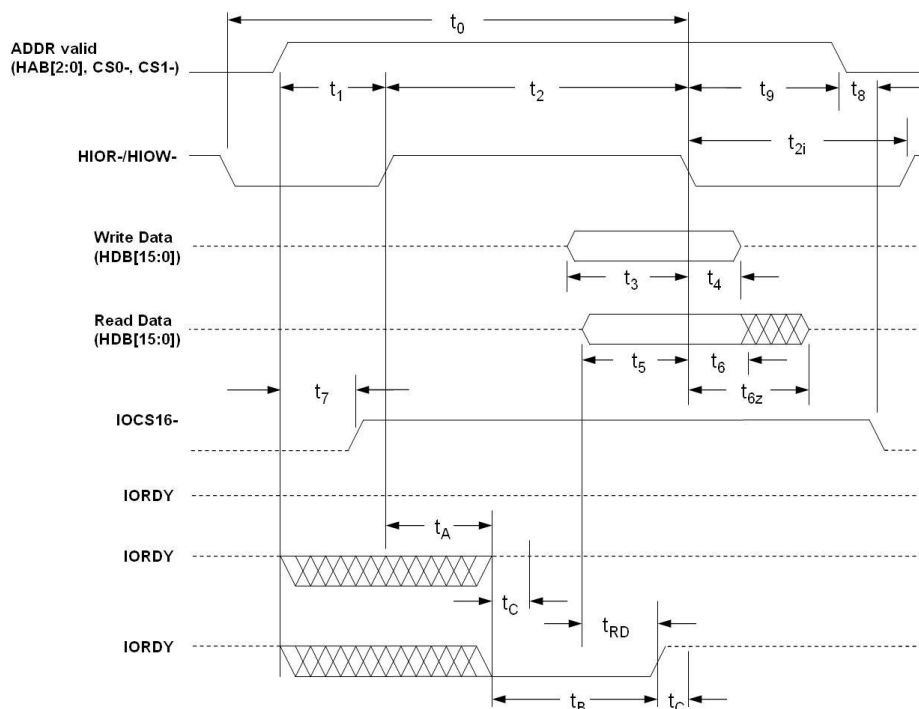 t0
ADDR valid
(HAB[2:0], CS0-, CS1-)
t1
t2
t9
t8
HIOR-/HIOW-
t2i
Write Data
(HDB[15:0])
t3
t4
Read Data
(HDB[15:0])
t5
t6
t7
t6z
IOCS16-
IORDY
tA
IORDY
tC
tRD
IORDY
tB
tC